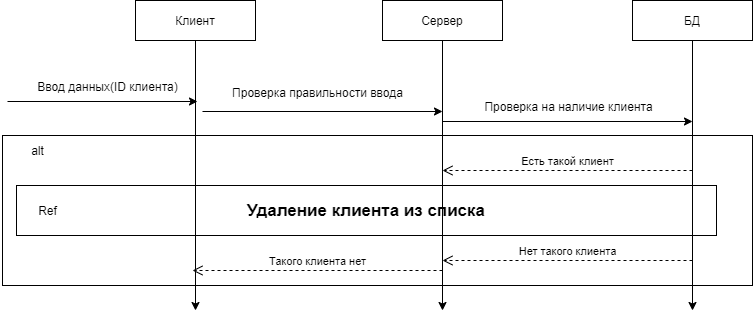 Клиент
Сервер
БД
Ввод данных(ID клиента)
Проверка правильности ввода
Проверка на наличие клиента
alt
Есть такой клиент
Ref
Удаление клиента из списка
Нет такого клиента
Такого клиента нет